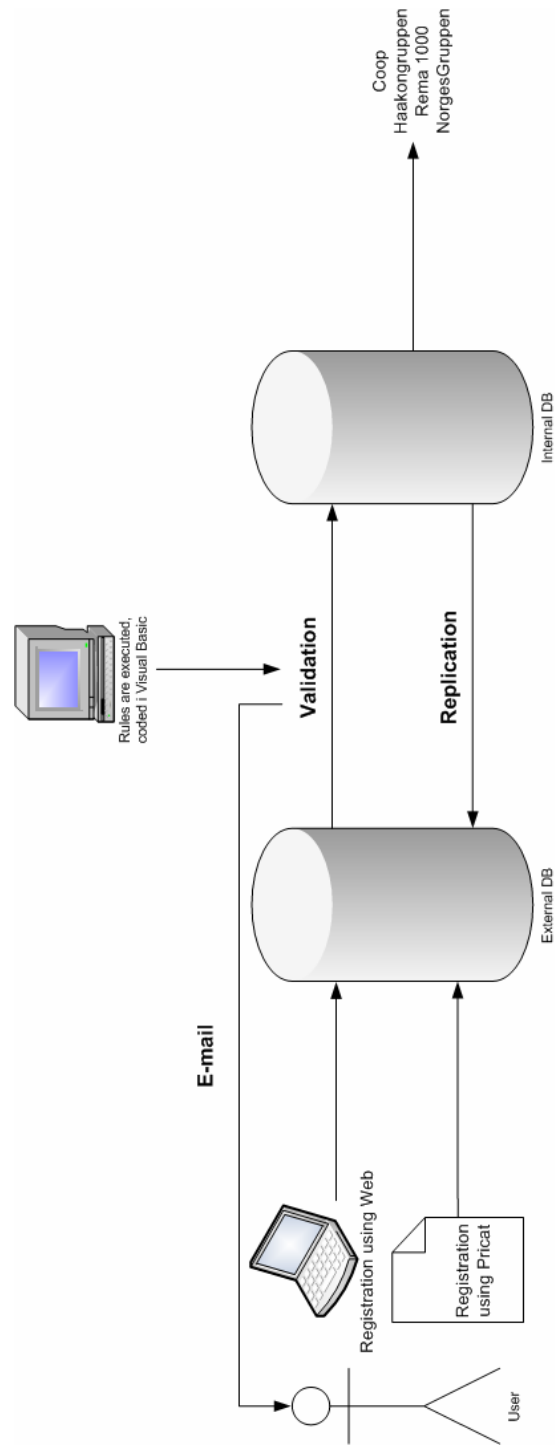 User
Registration using Web
Registration
using Pricat
E-mail
External DB
Rules are executed,
coded i Visual Basic
Validation
Replication
Internal DB
Coop
Haakongruppen
Rema 1000
NorgesGruppen